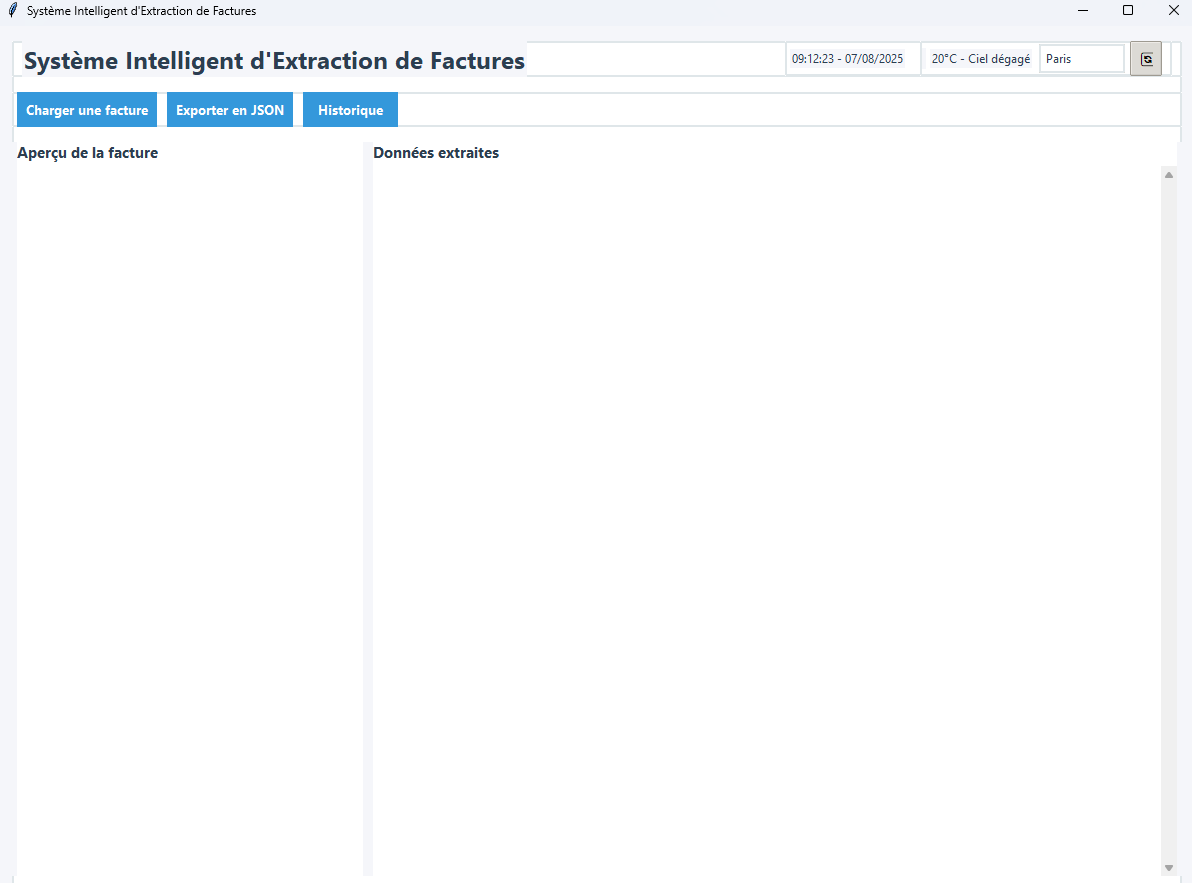 Système Intelligent d'Extraction de Factures
Système Intelligent d'Extraction de Factures
09:12:23 - 07/08/2025
20°C - Ciel dégagé
Paris
Charger une facture
Exporter en JSON
Historique
Aperçu de la facture
Données extraites